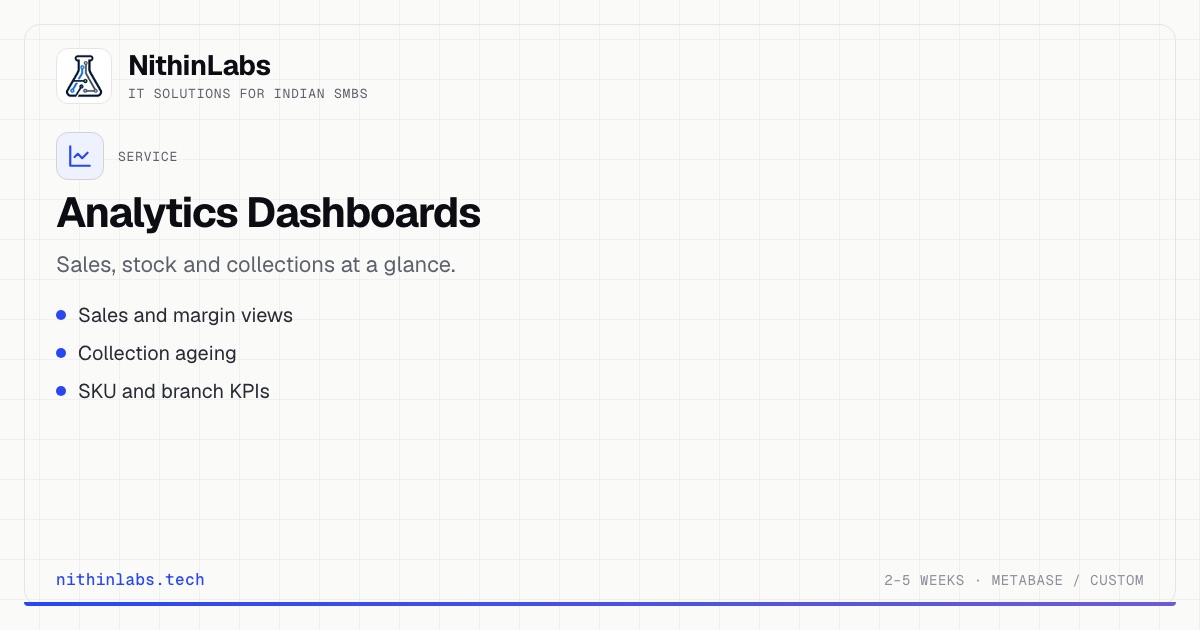 NithinLabs
IT SOLUTIONS FOR INDIAN SMBS
SERVICE
Analytics Dashboards
Sales, stock and collections at a glance.
Sales and margin views
Collection ageing
SKU and branch KPIs
nithinlabs.tech
2–5 WEEKS · METABASE / CUSTOM